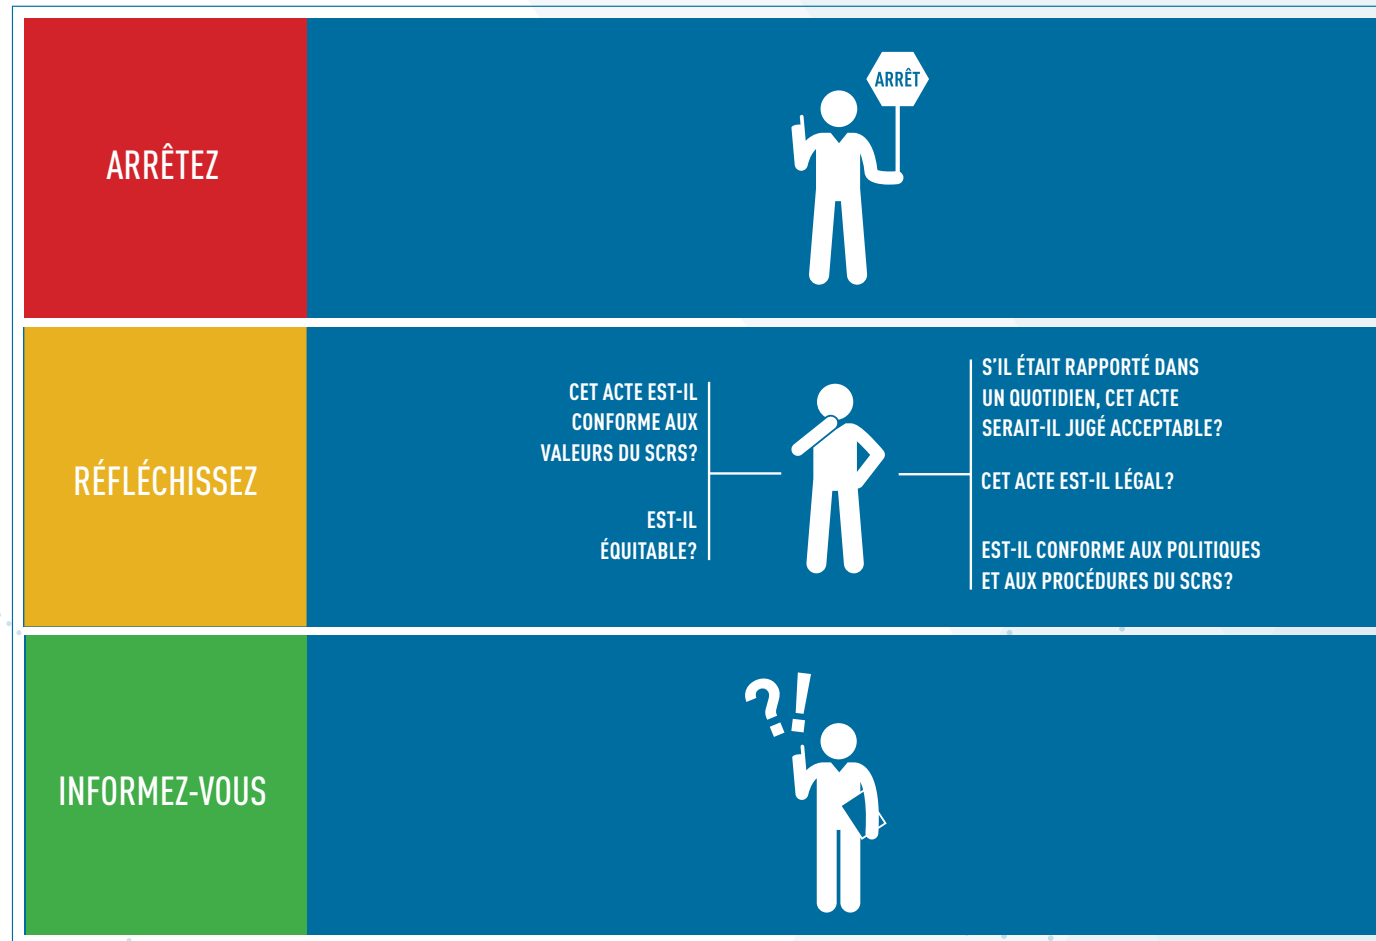 ARRÊTEZ
ARRÊT
RÉFLÉCHISSEZ
CET ACTE EST-IL
CONFORME AUX
VALEURS DU SCRS?
EST-IL
ÉQUITABLE?
S'IL ÉTAIT RAPPORTÉ DANS
UN QUOTIDIEN, CET ACTE
SERAIT-IL JUGÉ ACCEPTABLE?
CET ACTE EST-IL LÉGAL?
EST-IL CONFORME AUX POLITIQUES
ET AUX PROCÉDURES DU SCRS?
INFORMEZ-VOUS
?!